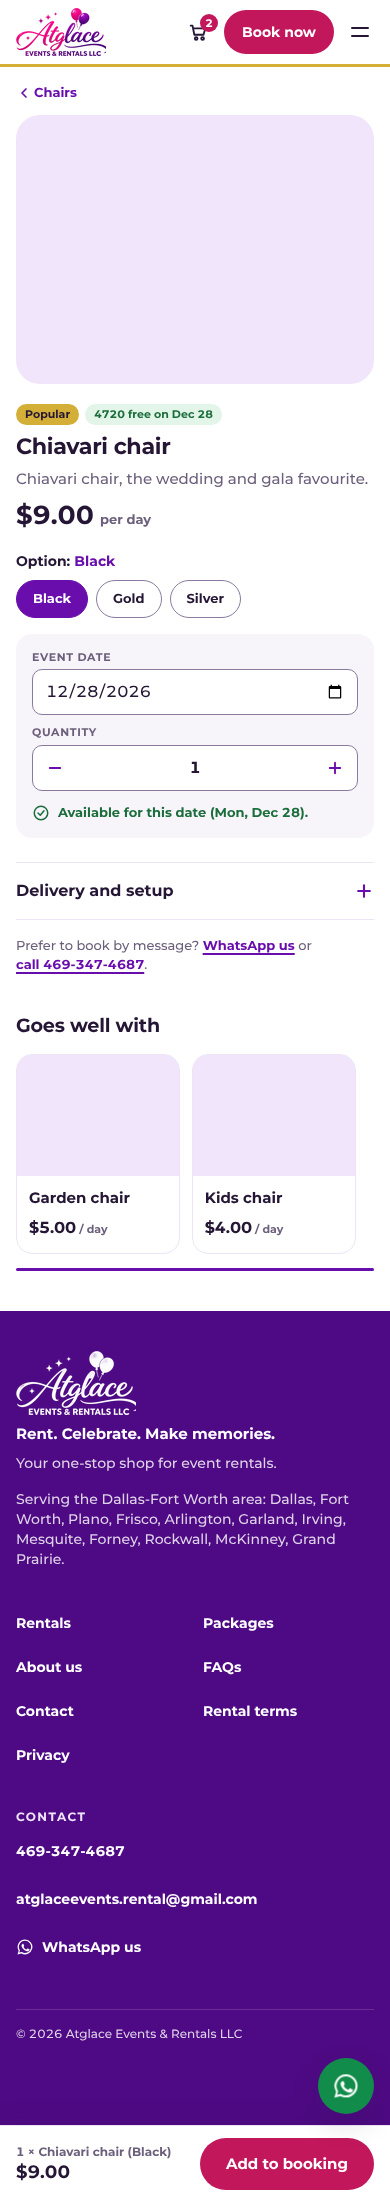 Atglace
EVENTS & RENTALS LLC
2
Book now
Chairs
Popular
4720 free on Dec 28
Chiavari chair
Chiavari chair, the wedding and gala favourite.
$9.00 per day
Option: Black
Black
Gold
Silver
EVENT DATE
12/28/2026
QUANTITY
− 1 +
Available for this date (Mon, Dec 28).
Delivery and setup +
Prefer to book by message? WhatsApp us or
call 469-347-4687.
Goes well with
Garden chair
$5.00 / day
Kids chair
$4.00 / day
Atglace
EVENTS & RENTALS LLC
Rent. Celebrate. Make memories.
Your one-stop shop for event rentals.
Serving the Dallas-Fort Worth area: Dallas, Fort
Worth, Plano, Frisco, Arlington, Garland, Irving,
Mesquite, Forney, Rockwall, McKinney, Grand
Prairie.
Rentals
Packages
About us
FAQs
Contact
Rental terms
Privacy
CONTACT
469-347-4687
atglaceevents.rental@gmail.com
WhatsApp us
© 2026 Atglace Events & Rentals LLC
1 × Chiavari chair (Black)
$9.00
Add to booking